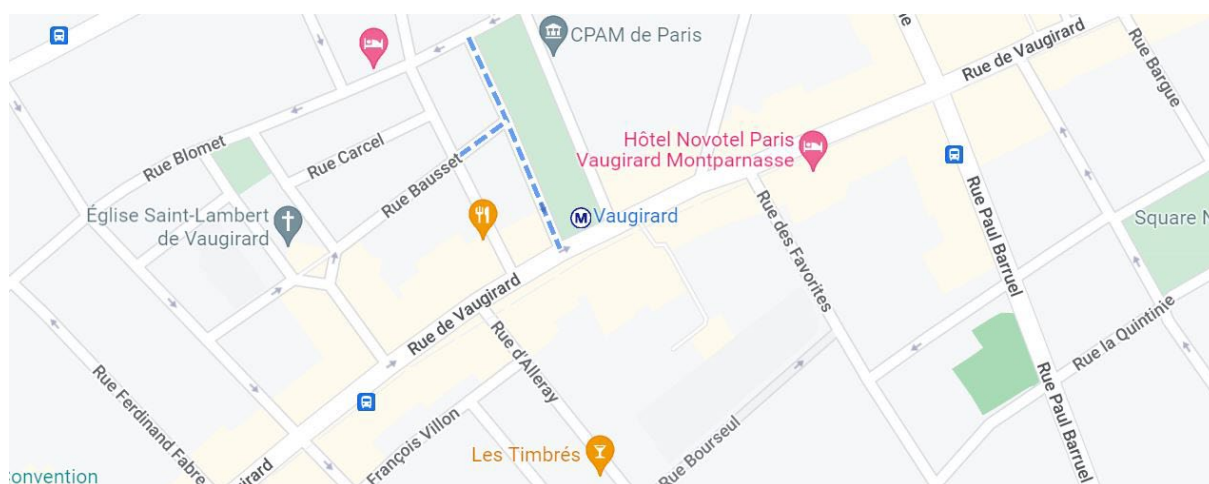 CPAM de Paris
Rue de Vaugirard
Rue Bargue
Rue Blomet
Rue Carcel
Hôtel Novotel Paris
Vaugirard Montparnasse
Rue Bausset
Église Saint-Lambert
de Vaugirard
M Vaugirard
Square N
Rue des Favorites
Rue Paul Barruel
Rue de Vaugirard
Rue la Quintinie
Rue d'Alleray
Rue Ferdinand Fabre
Rue Paul Barruel
François Villon
Rue Bourseul
Les Timbrés
girard
onvention